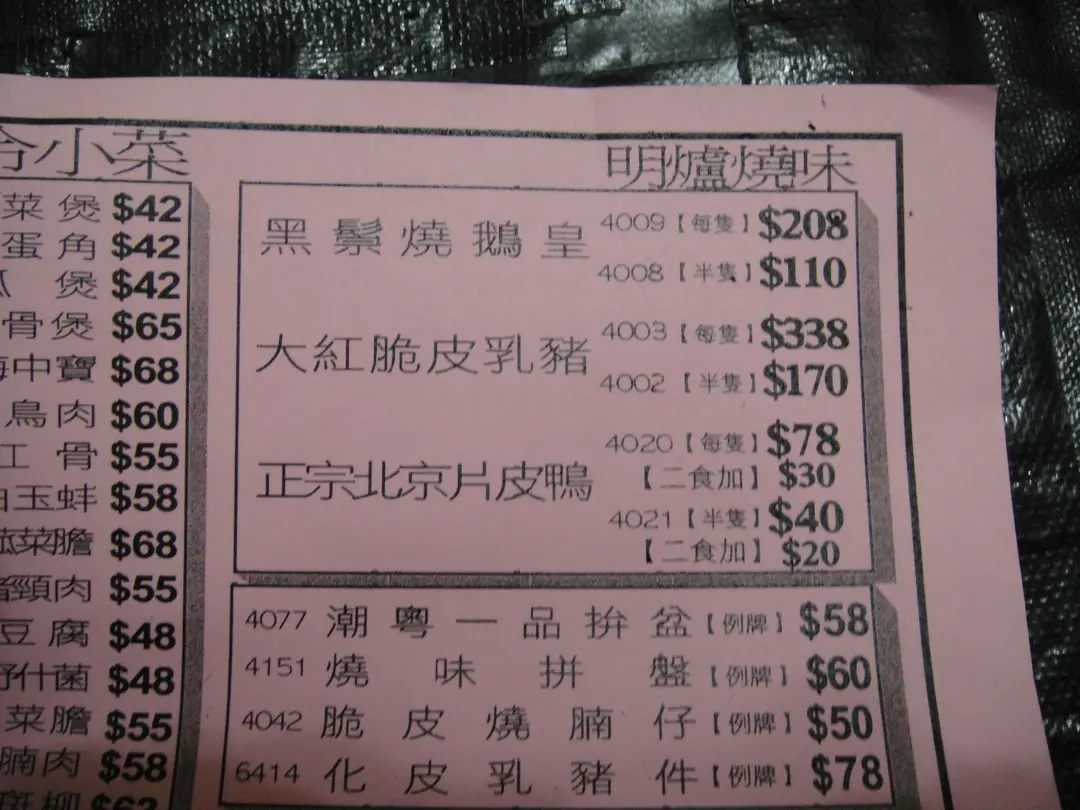 小菜
菜煲 $42
蛋角 $42
煲 $42
骨煲 $65
中寶 $68
鳥肉 $60
骨 $55
玉蚌 $58
菜膽 $68
頸肉 $55
豆腐 $48
什菌 $48
菜膽 $55
腩肉 $58
明爐燒味
黑鬃燒鵝皇 4009【每隻】$208
4008【半隻】$110
大紅脆皮乳豬 4003【每隻】$338
4002【半隻】$170
正宗北京片皮鴨 4020【每隻】$78
【二食加】$30
4021【半隻】$40
【二食加】$20
4077 潮粵一品拚盆【例牌】$58
4151 燒味拼盤【例牌】$60
4042 脆皮燒腩仔【例牌】$50
6414 化皮乳豬件【例牌】$78